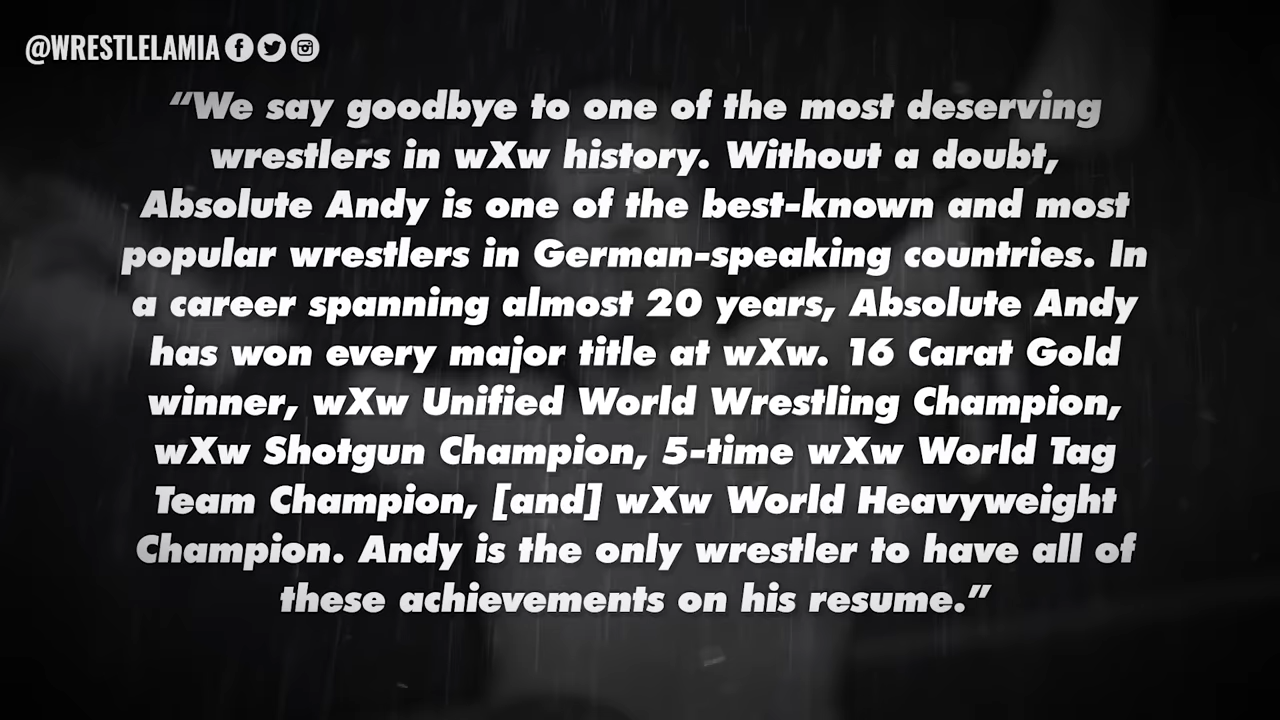 @WRESTLELAMIA
“We say goodbye to one of the most deserving
wrestlers in wXw history. Without a doubt,
Absolute Andy is one of the best-known and most
popular wrestlers in German-speaking countries. In
a career spanning almost 20 years, Absolute Andy
has won every major title at wXw. 16 Carat Gold
winner, wXw Unified World Wrestling Champion,
wXw Shotgun Champion, 5-time wXw World Tag
Team Champion, [and] wXw World Heavyweight
Champion. Andy is the only wrestler to have all of
these achievements on his resume.”